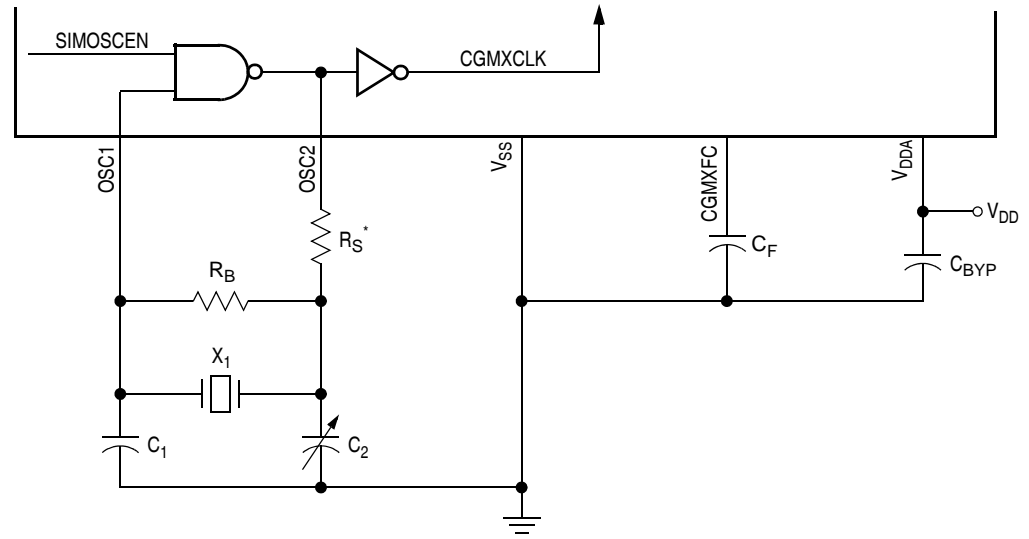 SIMOSCEN
CGMXCLK
OSC1
OSC2
VSS
CGMXFC
VDDA
VDD
RS*
CF
CBYP
RB
X1
C1
C2